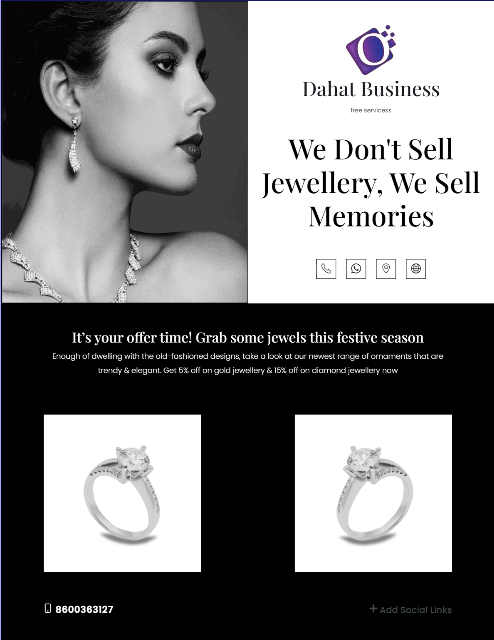 Dahat Business
free servicess
We Don't Sell
Jewellery, We Sell
Memories
It's your offer time! Grab some jewels this festive season
Enough of dwelling with the old-fashioned designs, take a look at our newest range of ornaments that are
trendy & elegant. Get 5% off on gold jewellery & 15% off on diamond jewellery now
8600363127
+ Add Social Links